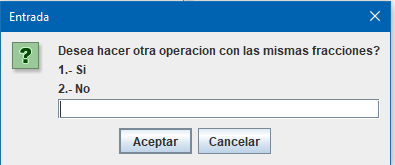 Entrada
Desea hacer otra operacion con las mismas fracciones?
1.- Si
2.- No
Aceptar Cancelar